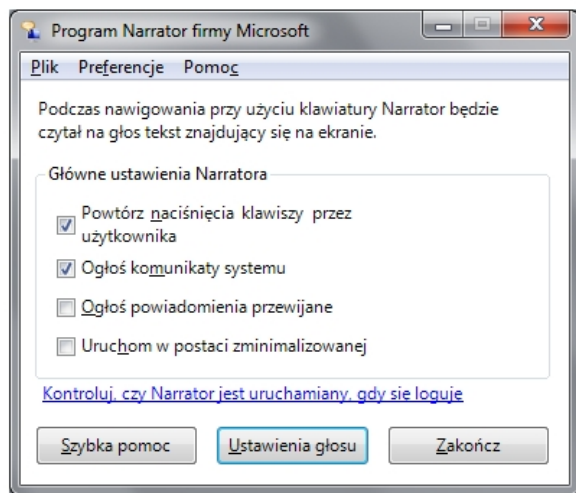 Program Narrator firmy Microsoft
Plik Preferencje Pomoc
Podczas nawigowania przy użyciu klawiatury Narrator będzie
czytał na głos tekst znajdujący się na ekranie.
Główne ustawienia Narratora
Powtórz naciśnięcia klawiszy przez
użytkownika
Ogłoś komunikaty systemu
Ogłoś powiadomienia przewijane
Uruchom w postaci zminimalizowanej
Kontroluj, czy Narrator jest uruchamiany, gdy się loguje
Szybka pomoc Ustawienia głosu Zakończ